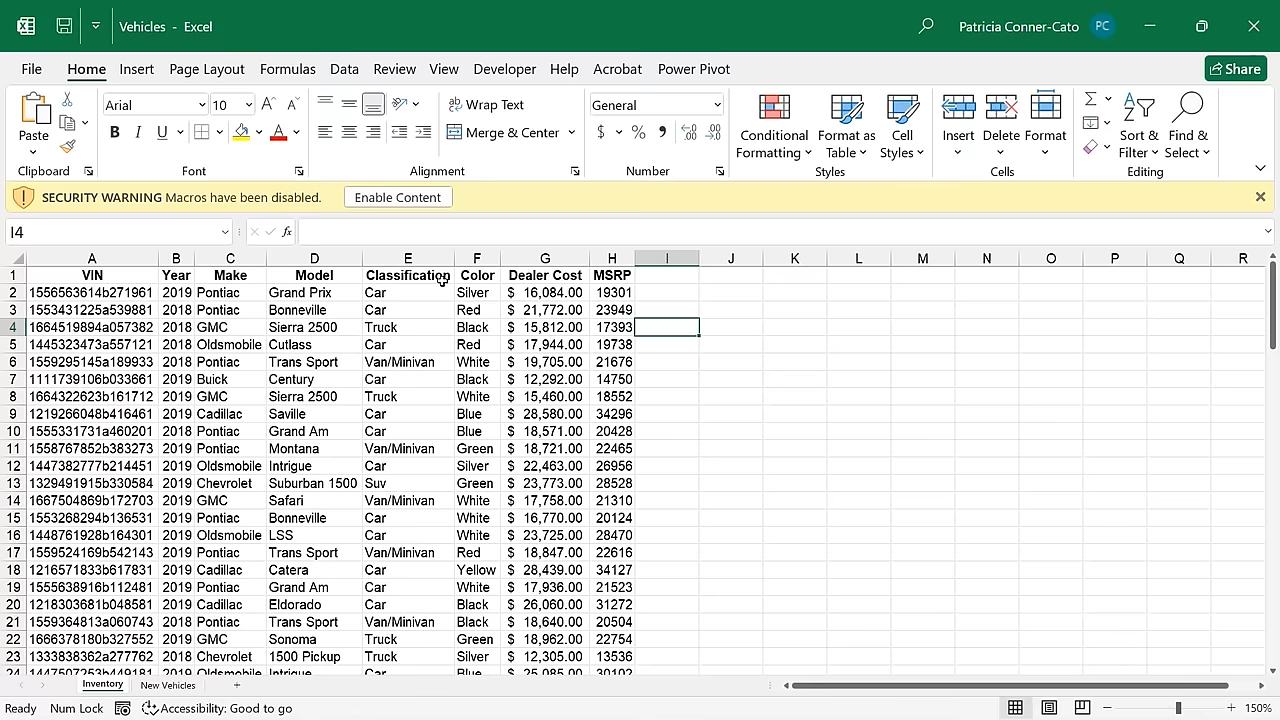 Vehicles - Excel Patricia Conner-Cato PC
File Home Insert Page Layout Formulas Data Review View Developer Help Acrobat Power Pivot Share
Arial 10 Wrap Text General
Paste B I U Merge & Center $ % , Conditional Formatting Format as Table Cell Styles Insert Delete Format Sort & Filter Find & Select
Clipboard Font Alignment Number Styles Cells Editing
SECURITY WARNING Macros have been disabled. Enable Content
I4 fx
A B C D E F G H I J K L M N O P Q R
1 VIN Year Make Model Classification Color Dealer Cost MSRP
2 1556563614b271961 2019 Pontiac Grand Prix Car Silver $ 16,084.00 19301
3 1553431225a539881 2018 Pontiac Bonneville Car Red $ 21,772.00 23949
4 1664519894a057382 2018 GMC Sierra 2500 Truck Black $ 15,812.00 17393
5 1445323473a557121 2018 Oldsmobile Cutlass Car Red $ 17,944.00 19738
6 1559295145a189933 2018 Pontiac Trans Sport Van/Minivan White $ 19,705.00 21676
7 1111739106b033661 2019 Buick Century Car Black $ 12,292.00 14750
8 1664322623b161712 2019 GMC Sierra 2500 Truck White $ 15,460.00 18552
9 1219266048b416461 2019 Cadillac Saville Car Blue $ 28,580.00 34296
10 1555331731a460201 2018 Pontiac Grand Am Car Blue $ 18,571.00 20428
11 1558767852b383273 2019 Pontiac Montana Van/Minivan Green $ 18,721.00 22465
12 1447382777b214451 2019 Oldsmobile Intrigue Car Silver $ 22,463.00 26956
13 1329491915b330584 2019 Chevrolet Suburban 1500 Suv Green $ 23,773.00 28528
14 1667504869b172703 2019 GMC Safari Van/Minivan White $ 17,758.00 21310
15 1553268294b136531 2019 Pontiac Bonneville Car White $ 16,770.00 20124
16 1448761928b164301 2019 Oldsmobile LSS Car White $ 23,725.00 28470
17 1559524169b542143 2019 Pontiac Trans Sport Van/Minivan Red $ 18,847.00 22616
18 1216571833b617831 2019 Cadillac Catera Car Yellow $ 28,439.00 34127
19 1555638916b112481 2019 Pontiac Grand Am Car White $ 17,936.00 21523
20 1218303681b048581 2019 Cadillac Eldorado Car Black $ 26,060.00 31272
21 1559364813a060743 2018 Pontiac Trans Sport Van/Minivan Black $ 18,640.00 20504
22 1666378180b327552 2019 GMC Sonoma Truck Green $ 18,962.00 22754
23 1333838362a277762 2018 Chevrolet 1500 Pickup Truck Silver $ 12,305.00 13536
24 1447507253b449181 2019 Oldsmobile Intrigue Car Blue $ 25,085.00 30102
Inventory New Vehicles
Ready Num Lock Accessibility: Good to go 150%